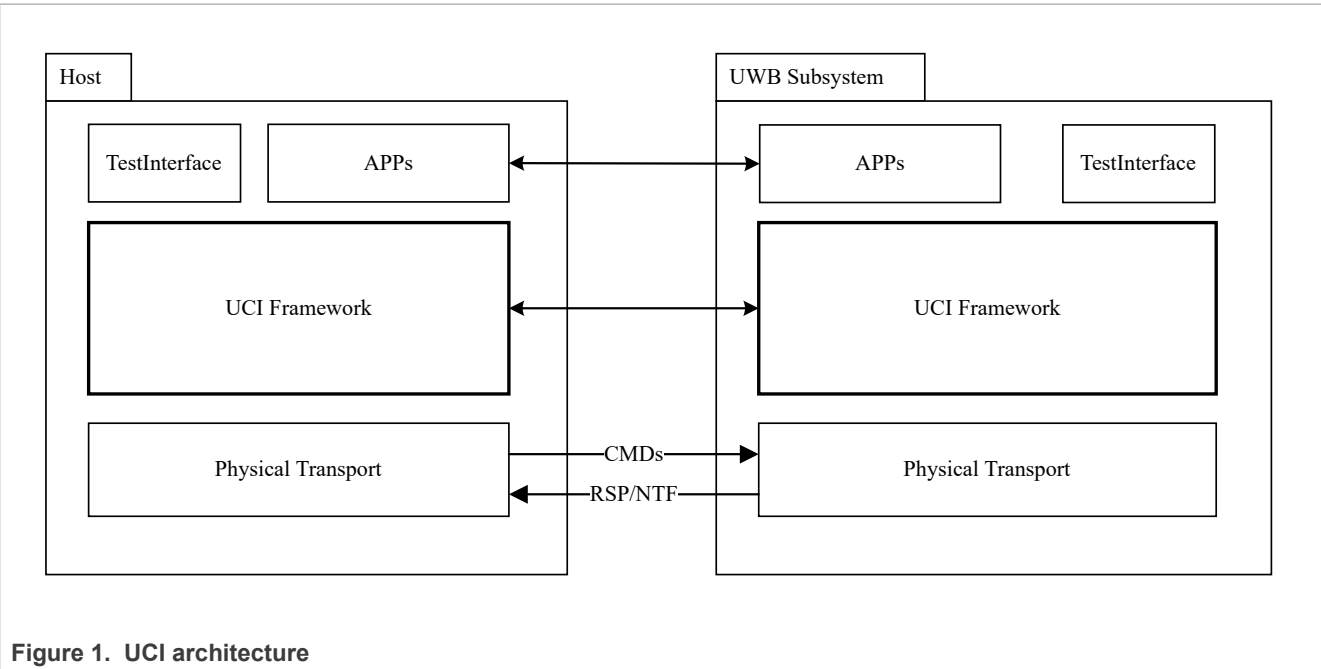 Host
UWB Subsystem
TestInterface
APPs
APPs
TestInterface
UCI Framework
UCI Framework
Physical Transport
CMDs
RSP/NTF
Physical Transport
Figure 1. UCI architecture